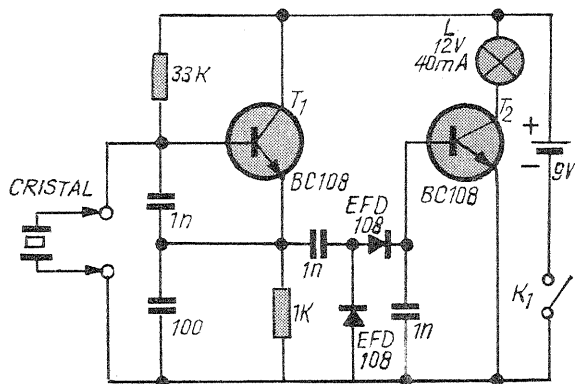 L
12V
40mA
33K
T1
T2
+
−
9V
BC108
BC108
CRISTAL
1n
EFD
108
1n
K1
1K
100
EFD
108
1n